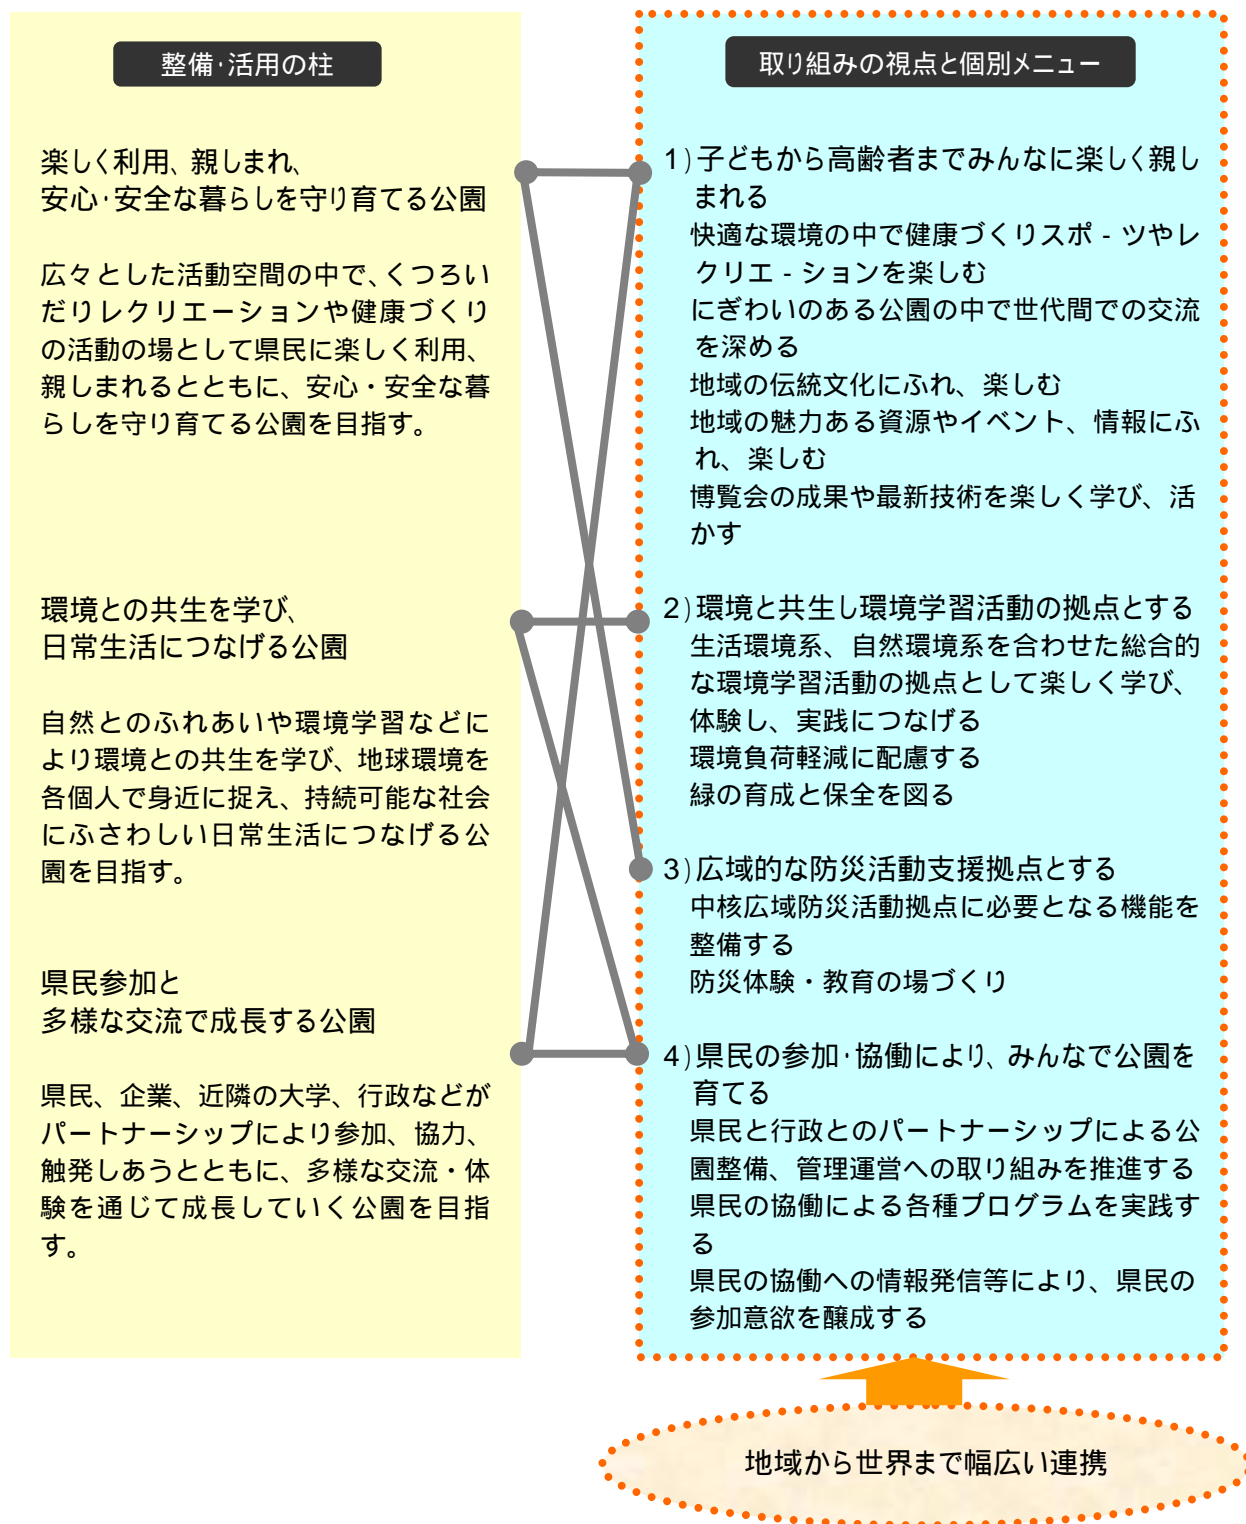 整備・活用の柱
楽しく利用、親しまれ、
安心・安全な暮らしを守り育てる公園
広々とした活動空間の中で、くつろい
だりレクリエーションや健康づくり
の活動の場として県民に楽しく利用、
親しまれるとともに、安心・安全な暮
らしを守り育てる公園を目指す。
環境との共生を学び、
日常生活につなげる公園
自然とのふれあいや環境学習などに
より環境との共生を学び、地球環境を
各個人で身近に捉え、持続可能な社会
にふさわしい日常生活につなげる公
園を目指す。
県民参加と
多様な交流で成長する公園
県民、企業、近隣の大学、行政などが
パートナーシップにより参加、協力、
触発しあうとともに、多様な交流・体
験を通じて成長していく公園を目指
す。
取り組みの視点と個別メニュー
1)子どもから高齢者までみんなに楽しく親し
まれる
快適な環境の中で健康づくりスポ-ツやレ
クリエ-ションを楽しむ
にぎわいのある公園の中で世代間での交流
を深める
地域の伝統文化にふれ、楽しむ
地域の魅力ある資源やイベント、情報にふ
れ、楽しむ
博覧会の成果や最新技術を楽しく学び、活
かす
2)環境と共生し環境学習活動の拠点とする
生活環境系、自然環境系を合わせた総合的
な環境学習活動の拠点として楽しく学び、
体験し、実践につなげる
環境負荷軽減に配慮する
緑の育成と保全を図る
3)広域的な防災活動支援拠点とする
中核広域防災活動拠点に必要となる機能を
整備する
防災体験・教育の場づくり
4)県民の参加・協働により、みんなで公園を
育てる
県民と行政とのパートナーシップによる公
園整備、管理運営への取り組みを推進する
県民の協働による各種プログラムを実践す
る
県民の協働への情報発信等により、県民の
参加意欲を醸成する
地域から世界まで幅広い連携